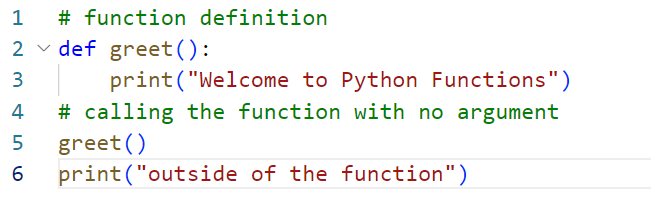 1 # function definition
2 def greet():
3     print("Welcome to Python Functions")
4 # calling the function with no argument
5 greet()
6 print("outside of the function")